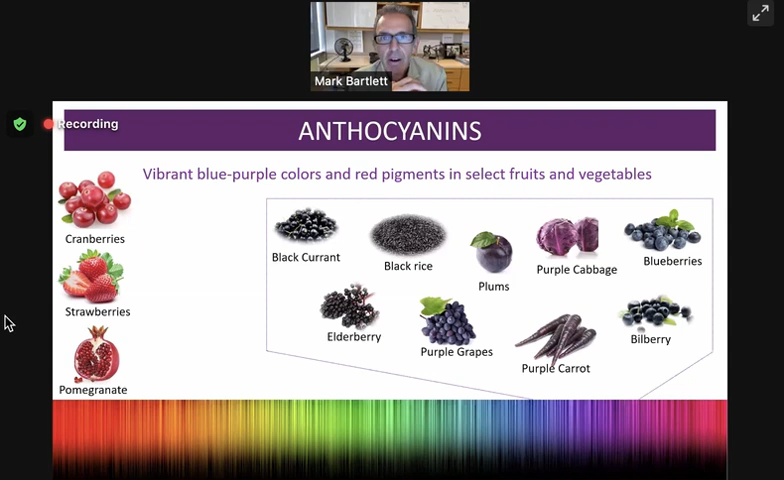 Mark Bartlett
Recording
ANTHOCYANINS
Vibrant blue-purple colors and red pigments in select fruits and vegetables
Cranberries
Strawberries
Pomegranate
Black Currant
Black rice
Plums
Purple Cabbage
Blueberries
Elderberry
Purple Grapes
Purple Carrot
Bilberry